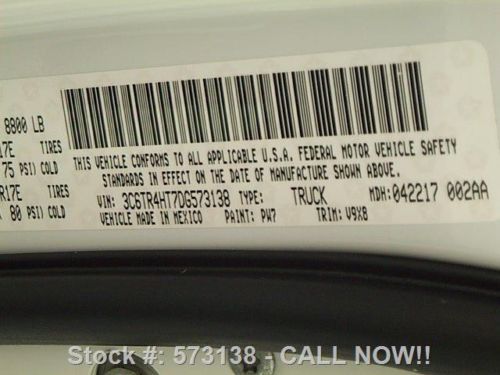 8800 LB
17E TIRES
75 PSI) COLD
R17E TIRES
80 PSI) COLD
THIS VEHICLE CONFORMS TO ALL APPLICABLE U.S.A. FEDERAL MOTOR VEHICLE SAFETY
STANDARDS IN EFFECT ON THE DATE OF MANUFACTURE SHOWN ABOVE.
VIN: 3C6TR4HT7DG573138 TYPE: TRUCK MDH: 042217 002AA
MADE IN MEXICO PAINT: PW7 TRIM: V9X8
Stock #: 573138 - CALL NOW!!